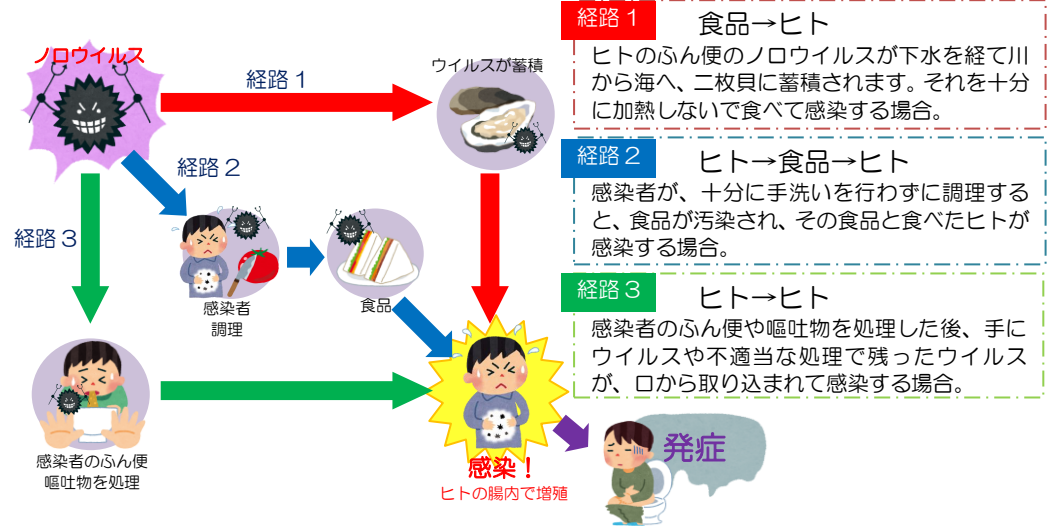 ノロウイルス
経路1
ウイルスが蓄積
経路2
経路3
感染者
調理
食品
感染者のふん便
嘔吐物を処理
感染！
ヒトの腸内で増殖
発症
経路1
食品→ヒト
ヒトのふん便のノロウイルスが下水を経て川
から海へ、二枚貝に蓄積されます。それを十分
に加熱しないで食べて感染する場合。
経路2
ヒト→食品→ヒト
感染者が、十分に手洗いを行わずに調理する
と、食品が汚染され、その食品と食べたヒトが
感染する場合。
経路3
ヒト→ヒト
感染者のふん便や嘔吐物を処理した後、手に
ウイルスや不適当な処理で残ったウイルス
が、口から取り込まれて感染する場合。